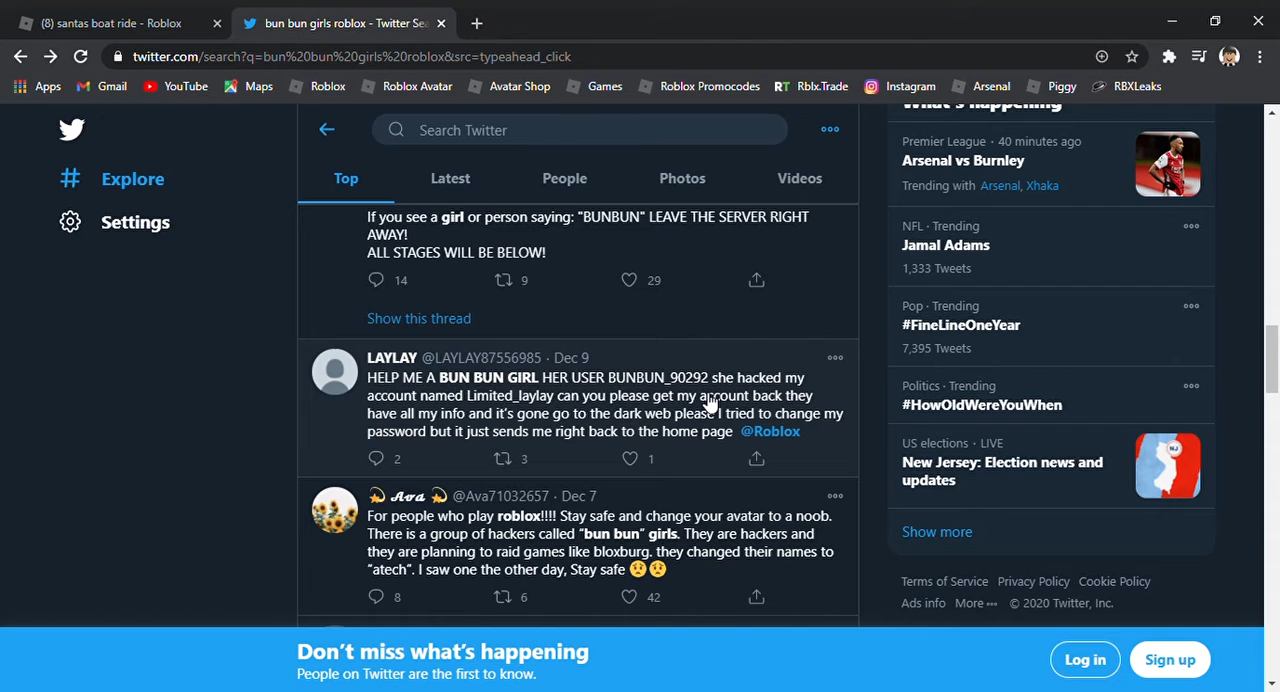 (8) santas boat ride - Roblox
bun bun girls roblox - Twitter Sea
twitter.com/search?q=bun%20bun%20girls%20roblox&src=typeahead_click
Apps Gmail YouTube Maps Roblox Roblox Avatar Avatar Shop Games Roblox Promocodes RT Rblx.Trade Instagram Arsenal Piggy RBXLeaks
Explore
Settings
Search Twitter
Top Latest People Photos Videos
If you see a girl or person saying: "BUNBUN" LEAVE THE SERVER RIGHT
AWAY!
ALL STAGES WILL BE BELOW!
14 9 29
Show this thread
LAYLAY @LAYLAY87556985 · Dec 9
HELP ME A BUN BUN GIRL HER USER BUNBUN_90292 she hacked my
account named Limited_laylay can you please get my account back they
have all my info and it's gone go to the dark web please I tried to change my
password but it just sends me right back to the home page @Roblox
2 3 1
💫 𝓐𝓿𝓪 💫 @Ava71032657 · Dec 7
For people who play roblox!!!! Stay safe and change your avatar to a noob.
There is a group of hackers called "bun bun" girls. They are hackers and
they are planning to raid games like bloxburg. they changed their names to
"atech". I saw one the other day, Stay safe 😟😟
8 6 42
What's happening
Premier League · 40 minutes ago
Arsenal vs Burnley
Trending with Arsenal, Xhaka
NFL · Trending
Jamal Adams
1,333 Tweets
Pop · Trending
#FineLineOneYear
7,395 Tweets
Politics · Trending
#HowOldWereYouWhen
US elections · LIVE
New Jersey: Election news and
updates
Show more
Terms of Service Privacy Policy Cookie Policy
Ads info More © 2020 Twitter, Inc.
Don't miss what's happening
People on Twitter are the first to know.
Log in Sign up